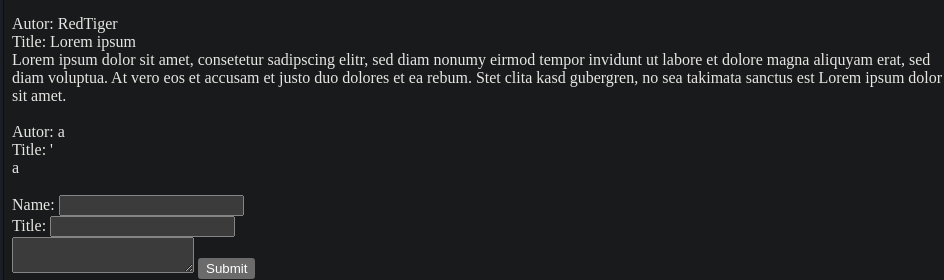 Autor: RedTiger
Title: Lorem ipsum
Lorem ipsum dolor sit amet, consetetur sadipscing elitr, sed diam nonumy eirmod tempor invidunt ut labore et dolore magna aliquyam erat, sed
diam voluptua. At vero eos et accusam et justo duo dolores et ea rebum. Stet clita kasd gubergren, no sea takimata sanctus est Lorem ipsum dolor
sit amet.
Autor: a
Title: '
a
Name:
Title:
Submit